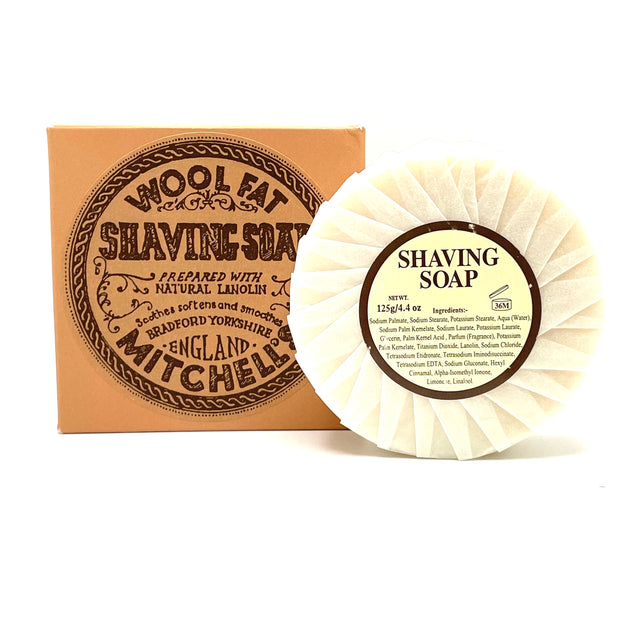 WOOL FAT
SHAVING SOAP
PREPARED WITH
NATURAL LANOLIN
Soothes softens and smoothes
BRADFORD YORKSHIRE
·ENGLAND·
MITCHELL'S
SHAVING
SOAP
NET WT.
125g/4.4 oz
36M
Ingredients:-
Sodium Palmate, Sodium Stearate, Potassium Stearate, Aqua (Water),
Sodium Palm Kernelate, Sodium Laurate, Potassium Laurate,
Glycerin, Palm Kernel Acid, Parfum (Fragrance), Potassium
Palm Kernelate, Titanium Dioxide, Lanolin, Sodium Chloride,
Tetrasodium Etidronate, Tetrasodium Iminodisuccinate,
Tetrasodium EDTA, Sodium Gluconate, Hexyl
Cinnamal, Alpha-Isomethyl Ionone,
Limonene, Linalool.